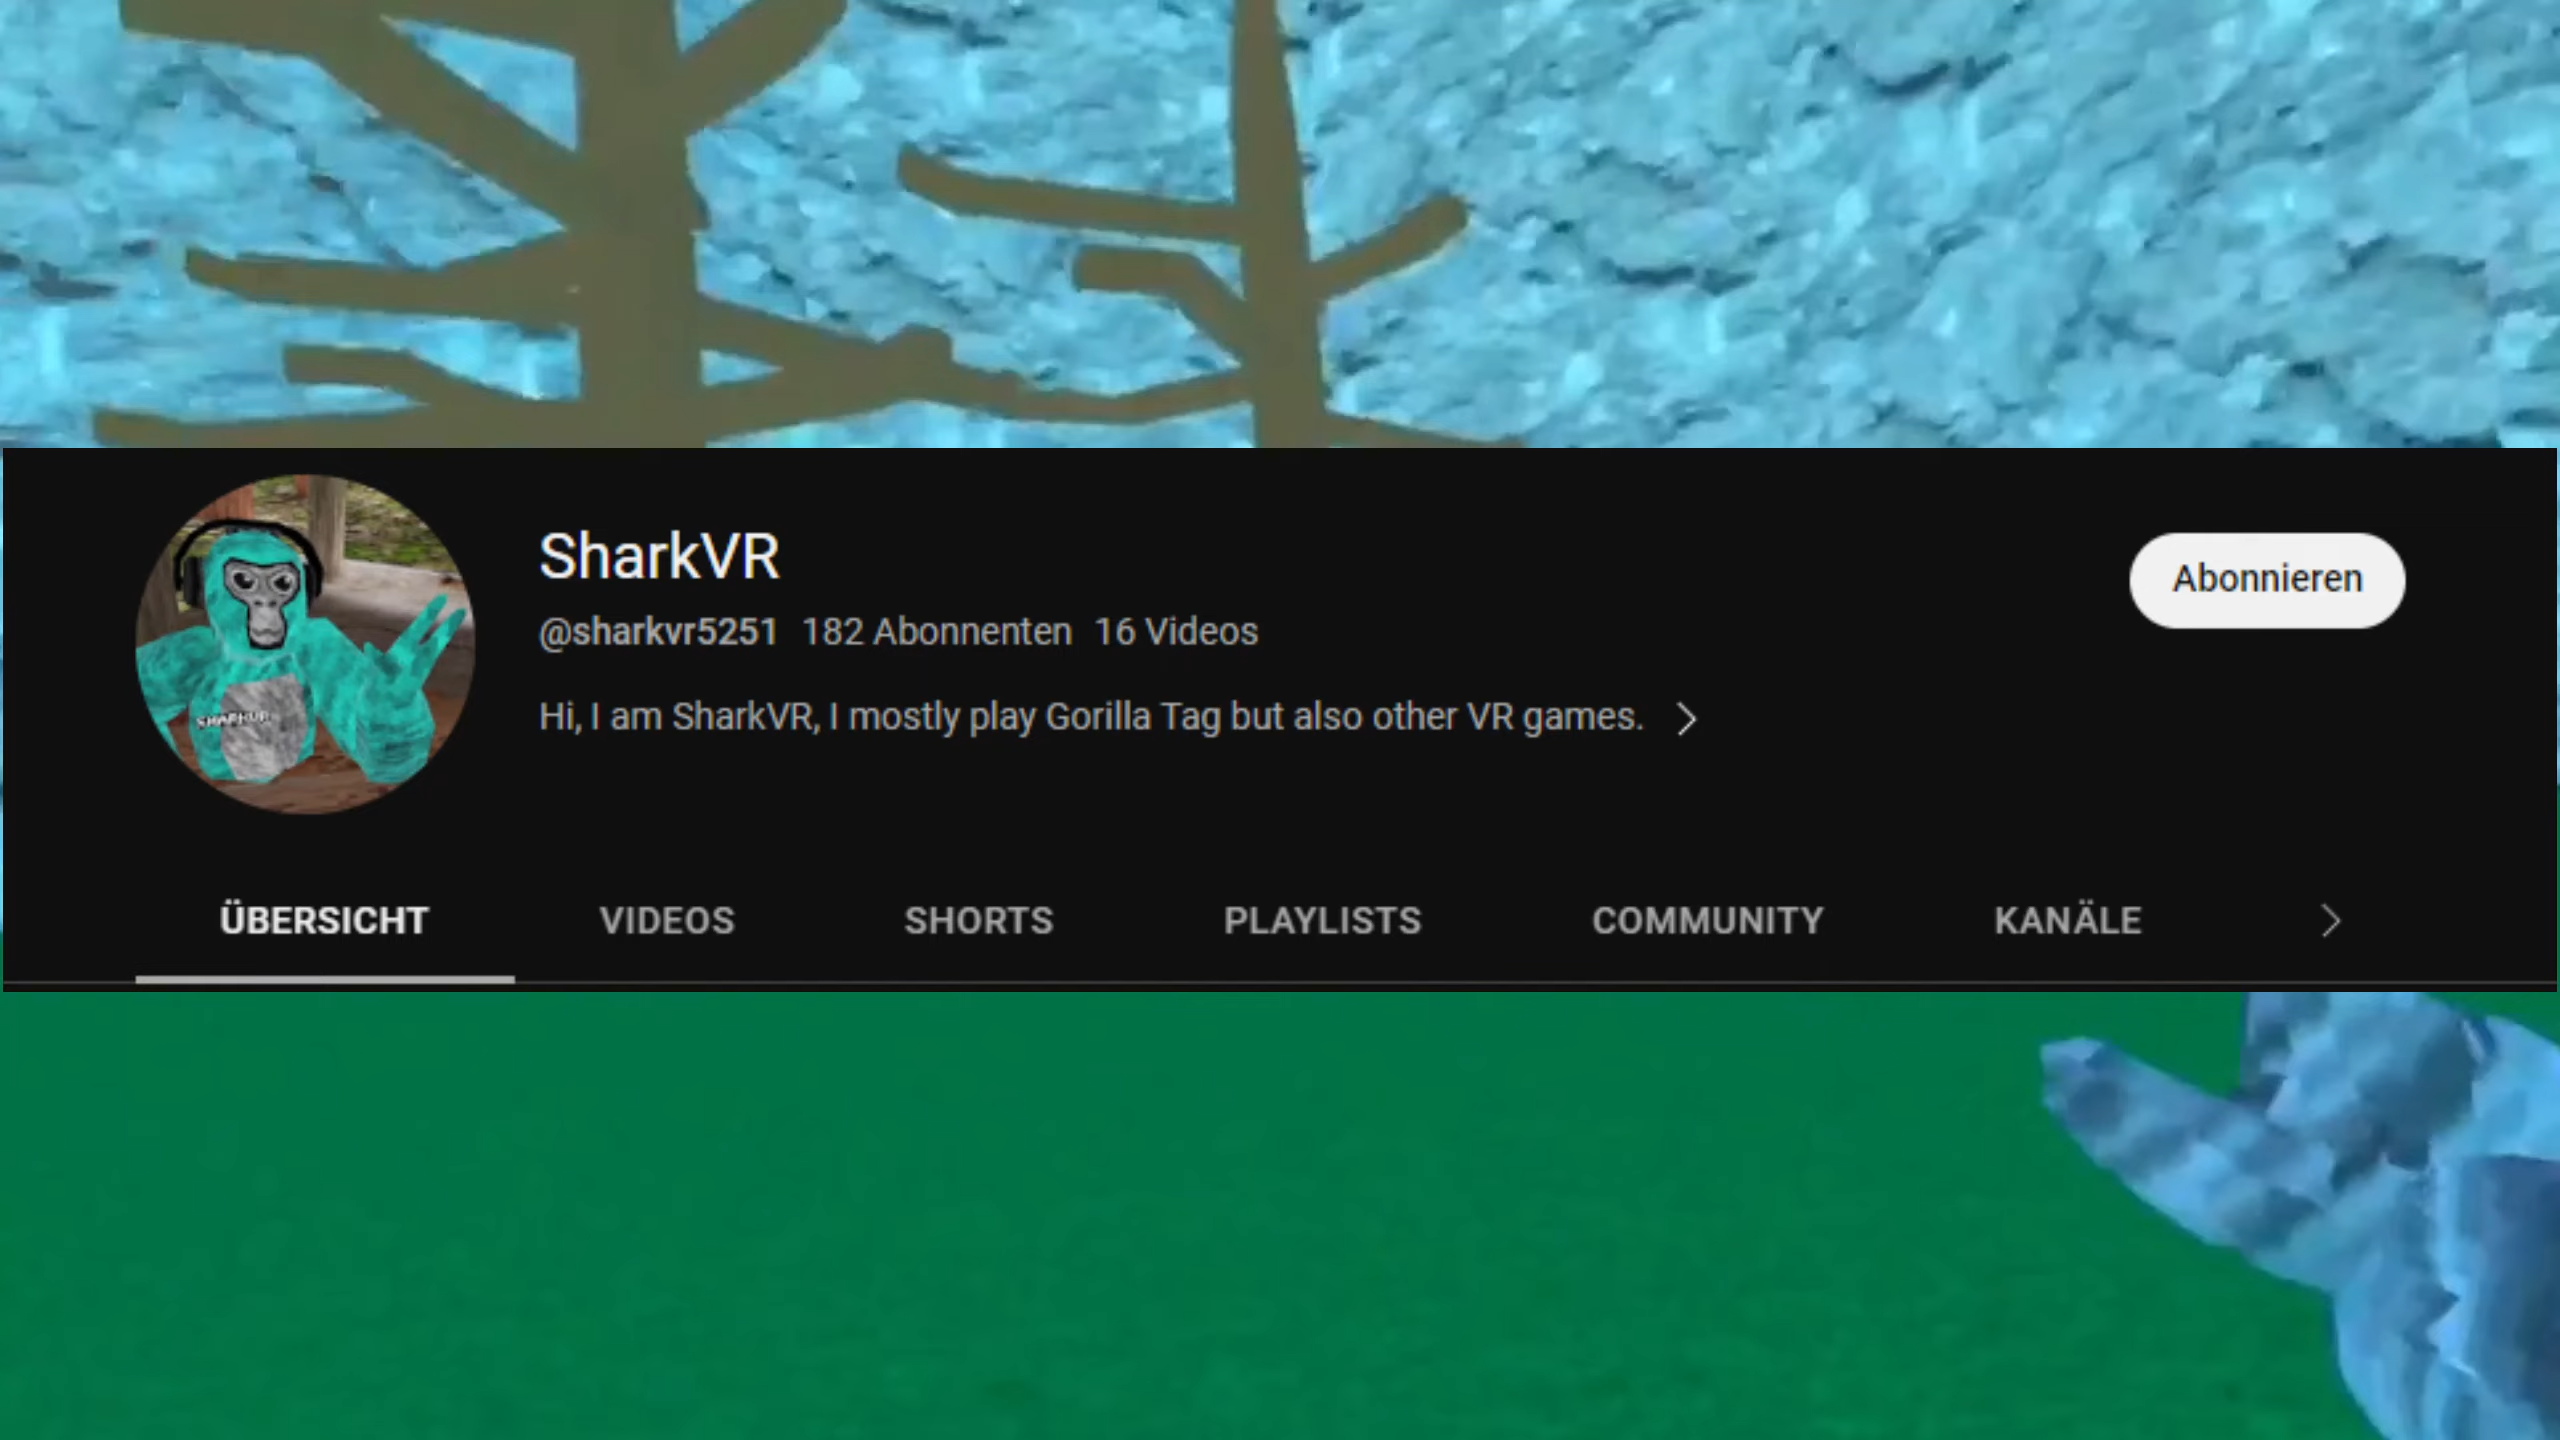 SHARKVR
SharkVR
@sharkvr5251 182 Abonnenten 16 Videos
Hi, I am SharkVR, I mostly play Gorilla Tag but also other VR games.
Abonnieren
ÜBERSICHT VIDEOS SHORTS PLAYLISTS COMMUNITY KANÄLE